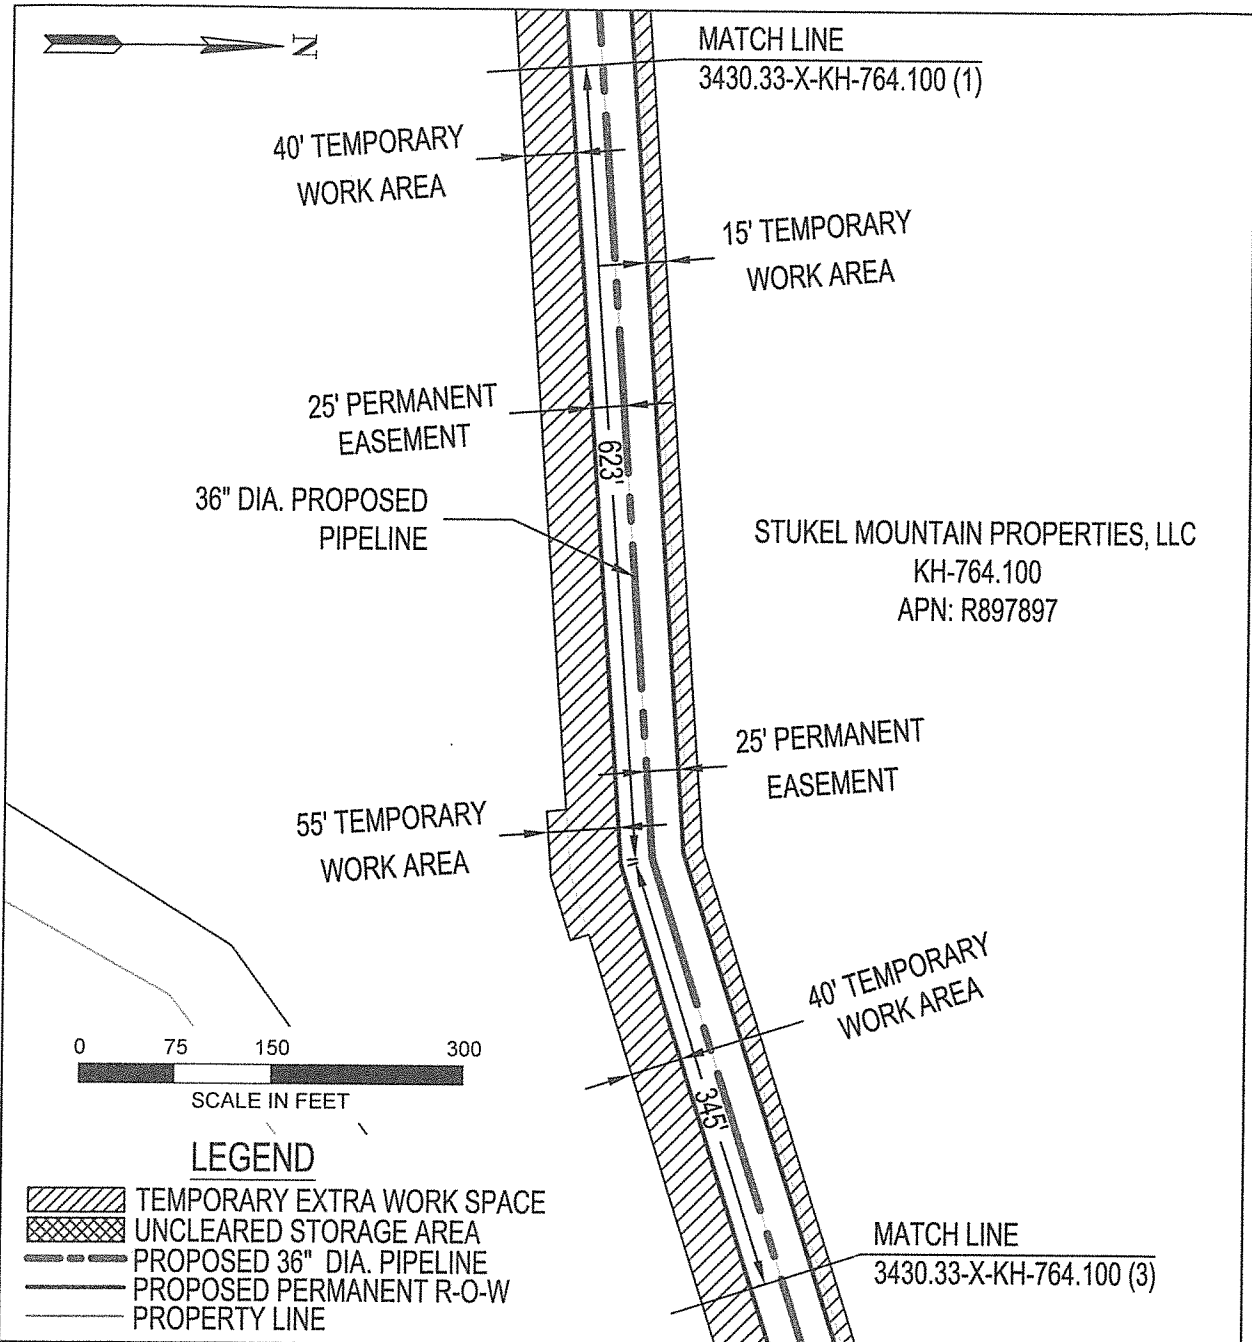 N
MATCH LINE
3430.33-X-KH-764.100 (1)
40' TEMPORARY
WORK AREA
15' TEMPORARY
WORK AREA
25' PERMANENT
EASEMENT
623'
36" DIA. PROPOSED
PIPELINE
STUKEL MOUNTAIN PROPERTIES, LLC
KH-764.100
APN: R897897
25' PERMANENT
EASEMENT
55' TEMPORARY
WORK AREA
40' TEMPORARY
WORK AREA
345'
0 75 150 300
SCALE IN FEET
LEGEND
TEMPORARY EXTRA WORK SPACE
UNCLEARED STORAGE AREA
PROPOSED 36" DIA. PIPELINE
PROPOSED PERMANENT R-O-W
PROPERTY LINE
MATCH LINE
3430.33-X-KH-764.100 (3)